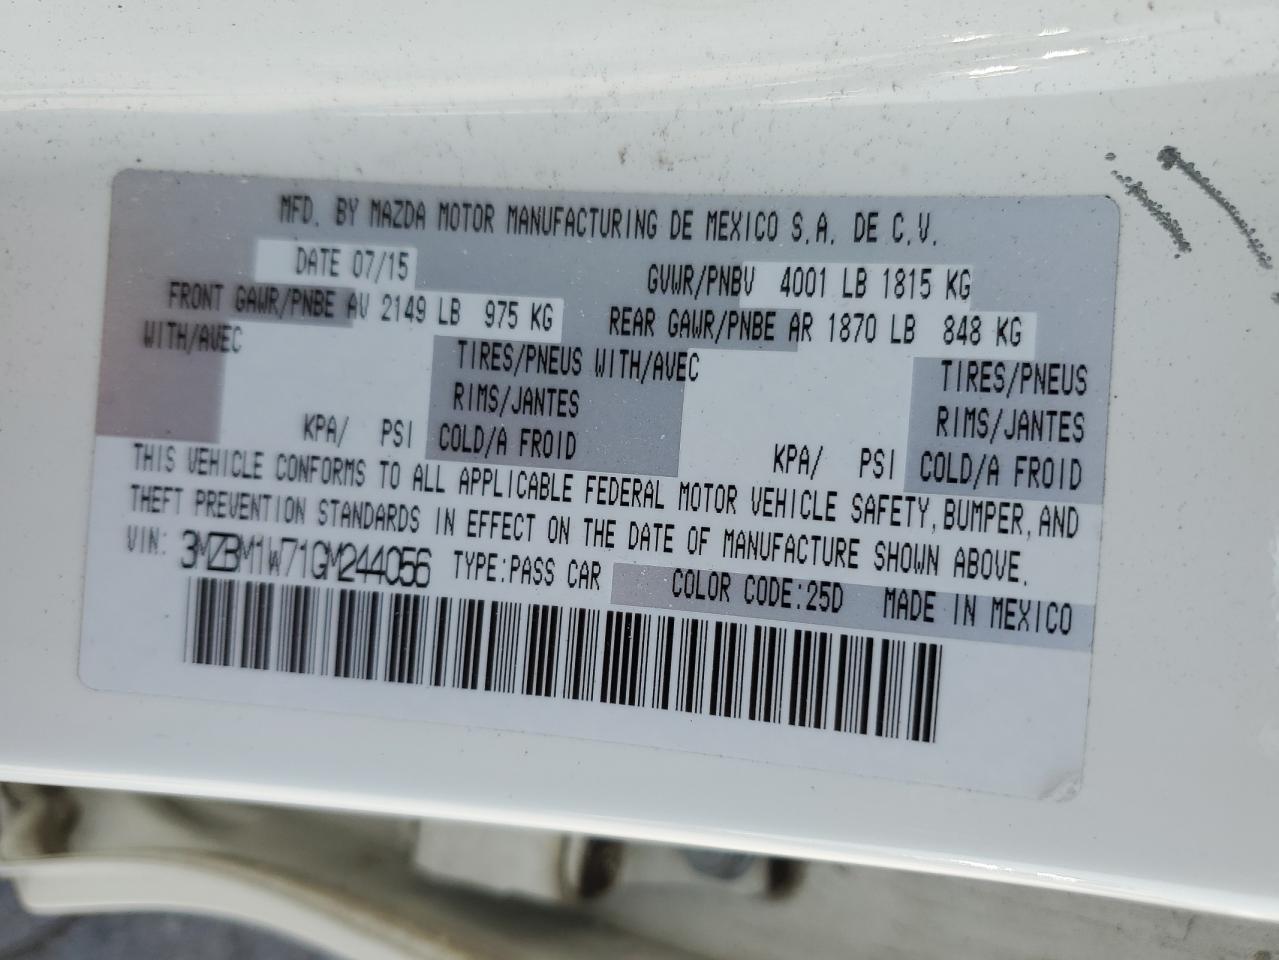 MFD. BY MAZDA MOTOR MANUFACTURING DE MEXICO S.A. DE C.V.
DATE 07/15 GVWR/PNBV 4001 LB 1815 KG
FRONT GAWR/PNBE AV 2149 LB 975 KG REAR GAWR/PNBE AR 1870 LB 848 KG
WITH/AVEC TIRES/PNEUS WITH/AVEC TIRES/PNEUS
RIMS/JANTES RIMS/JANTES
KPA/ PSI COLD/A FROID KPA/ PSI COLD/A FROID
THIS VEHICLE CONFORMS TO ALL APPLICABLE FEDERAL MOTOR VEHICLE SAFETY, BUMPER, AND
THEFT PREVENTION STANDARDS IN EFFECT ON THE DATE OF MANUFACTURE SHOWN ABOVE.
VIN: 3MZBM1W71GM244056 TYPE:PASS CAR COLOR CODE:25D MADE IN MEXICO